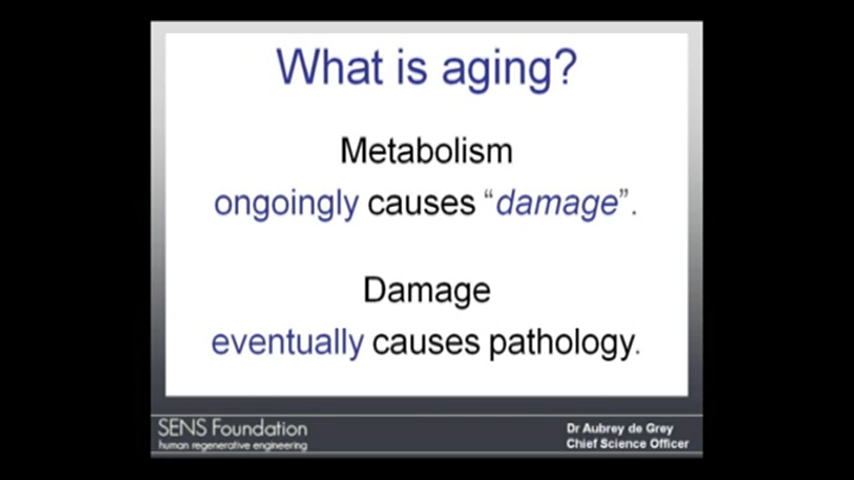 What is aging?
Metabolism
ongoingly causes “damage”.
Damage
eventually causes pathology.
SENS Foundation
human regenerative engineering
Dr Aubrey de Grey
Chief Science Officer